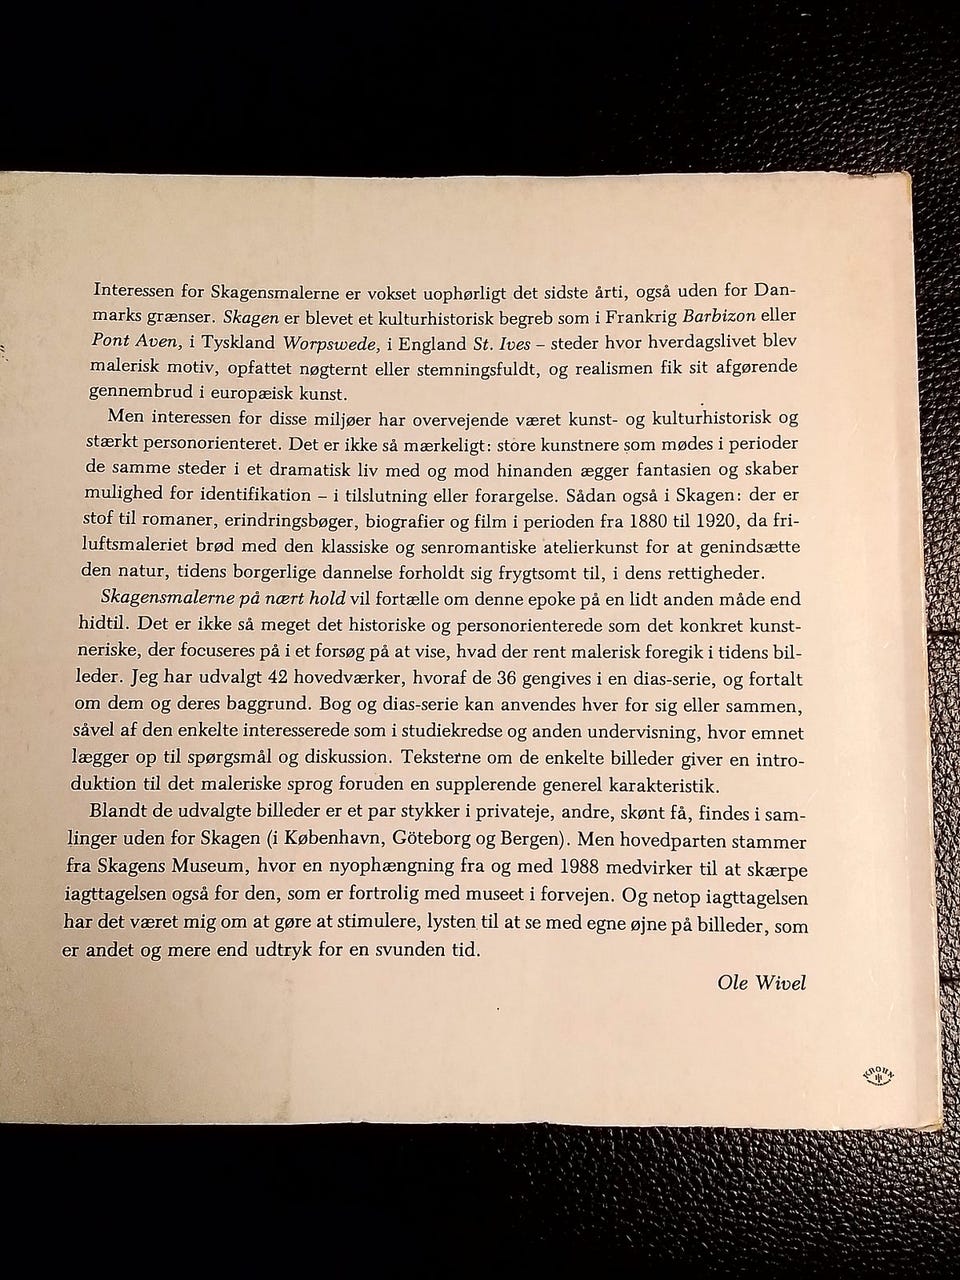 Interessen for Skagensmalerne er vokset uophørligt det sidste årti, også uden for Dan-
marks grænser. Skagen er blevet et kulturhistorisk begreb som i Frankrig Barbizon eller
Pont Aven, i Tyskland Worpswede, i England St. Ives – steder hvor hverdagslivet blev
malerisk motiv, opfattet nøgternt eller stemningsfuldt, og realismen fik sit afgørende
gennembrud i europæisk kunst.
Men interessen for disse miljøer har overvejende været kunst- og kulturhistorisk og
stærkt personorienteret. Det er ikke så mærkeligt: store kunstnere som mødes i perioder
de samme steder i et dramatisk liv med og mod hinanden ægger fantasien og skaber
mulighed for identifikation – i tilslutning eller forargelse. Sådan også i Skagen: der er
stof til romaner, erindringsbøger, biografier og film i perioden fra 1880 til 1920, da fri-
luftsmaleriet brød med den klassiske og senromantiske atelierkunst for at genindsætte
den natur, tidens borgerlige dannelse forholdt sig frygtsomt til, i dens rettigheder.
Skagensmalerne på nært hold vil fortælle om denne epoke på en lidt anden måde end
hidtil. Det er ikke så meget det historiske og personorienterede som det konkret kunst-
neriske, der focuseres på i et forsøg på at vise, hvad der rent malerisk foregik i tidens bil-
leder. Jeg har udvalgt 42 hovedværker, hvoraf de 36 gengives i en dias-serie, og fortalt
om dem og deres baggrund. Bog og dias-serie kan anvendes hver for sig eller sammen,
såvel af den enkelte interesserede som i studiekredse og anden undervisning, hvor emnet
lægger op til spørgsmål og diskussion. Teksterne om de enkelte billeder giver en intro-
duktion til det maleriske sprog foruden en supplerende generel karakteristik.
Blandt de udvalgte billeder er et par stykker i privateje, andre, skønt få, findes i sam-
linger uden for Skagen (i København, Göteborg og Bergen). Men hovedparten stammer
fra Skagens Museum, hvor en nyophængning fra og med 1988 medvirker til at skærpe
iagttagelsen også for den, som er fortrolig med museet i forvejen. Og netop iagttagelsen
har det været mig om at gøre at stimulere, lysten til at se med egne øjne på billeder, som
er andet og mere end udtryk for en svunden tid.
Ole Wivel
KROHN